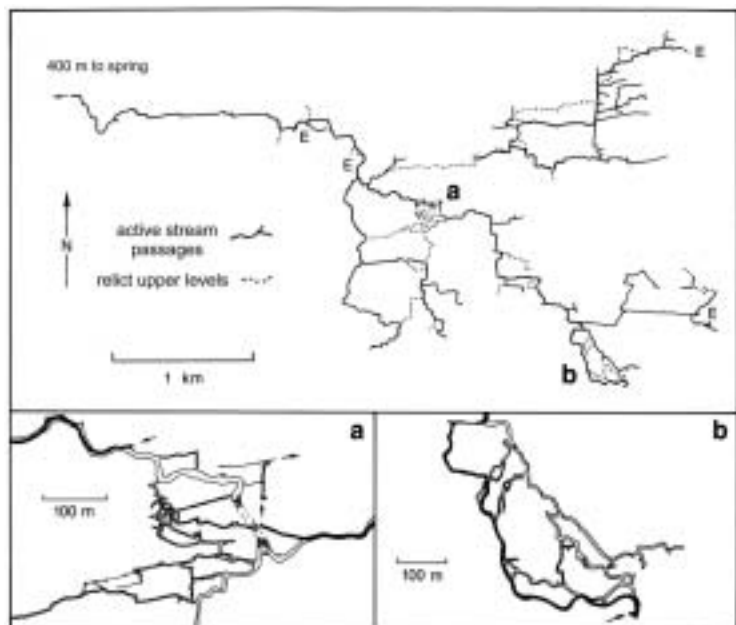 400 m to spring
E
E
E
a
N
active stream
passages
relict upper levels
E
1 km
b
a
b
100 m
100 m